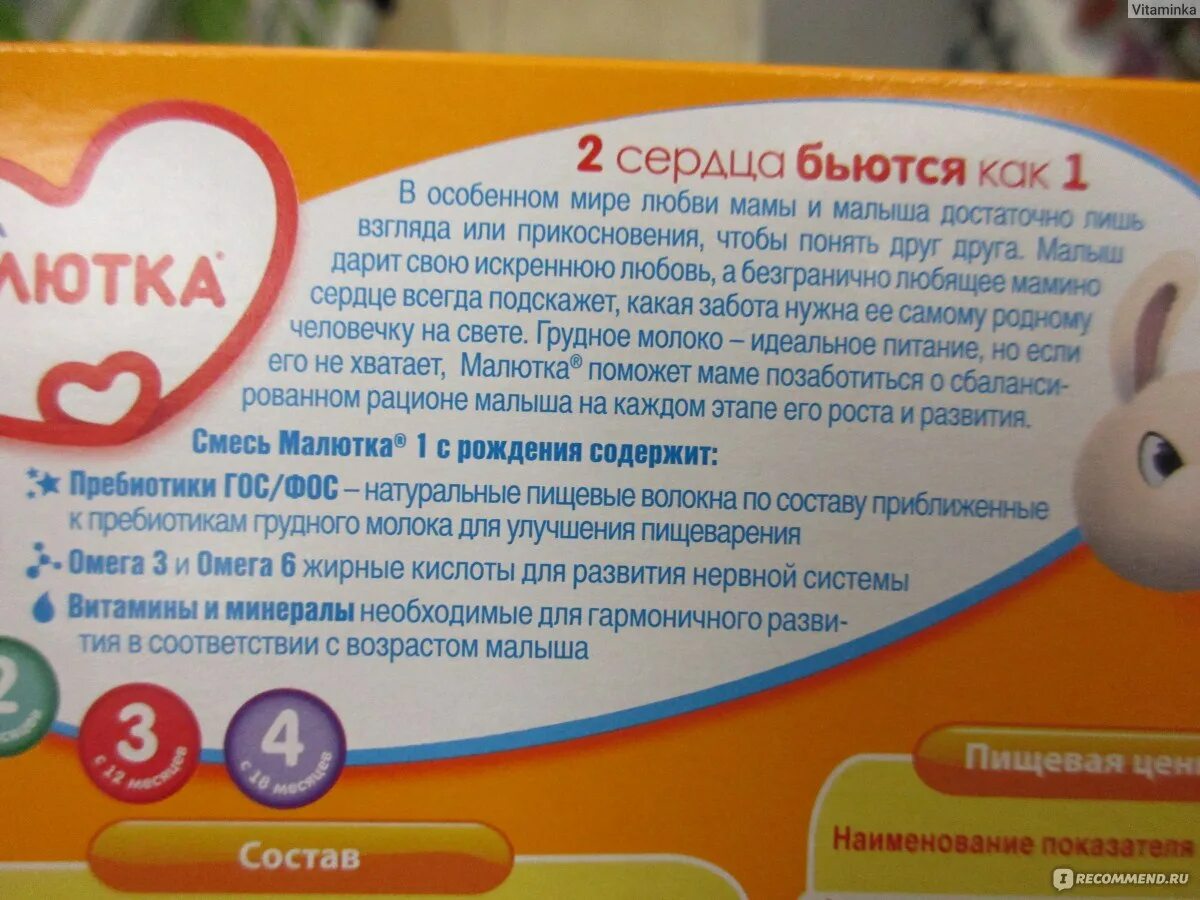 Vitaminka
2 сердца бьются как 1
В особенном мире любви мамы и малыша достаточно лишь
взгляда или прикосновения, чтобы понять друг друга. Малыш
дарит свою искреннюю любовь, а безгранично любящее мамино
сердце всегда подскажет, какая забота нужна ее самому родному
человечку на свете. Грудное молоко – идеальное питание, но если
его не хватает, Малютка® поможет маме позаботиться о сбаланси-
рованном рационе малыша на каждом этапе его роста и развития.
ЛЮТКА®
Смесь Малютка® 1 с рождения содержит:
Пребиотики ГОС/ФОС – натуральные пищевые волокна по составу приближенные
к пребиотикам грудного молока для улучшения пищеварения
Омега 3 и Омега 6 жирные кислоты для развития нервной системы
Витамины и минералы необходимые для гармоничного разви-
тия в соответствии с возрастом малыша
2
3
с 12 месяцев
4
с 18 месяцев
Состав
Пищевая цен
Наименование показателя
IRECOMMEND.RU